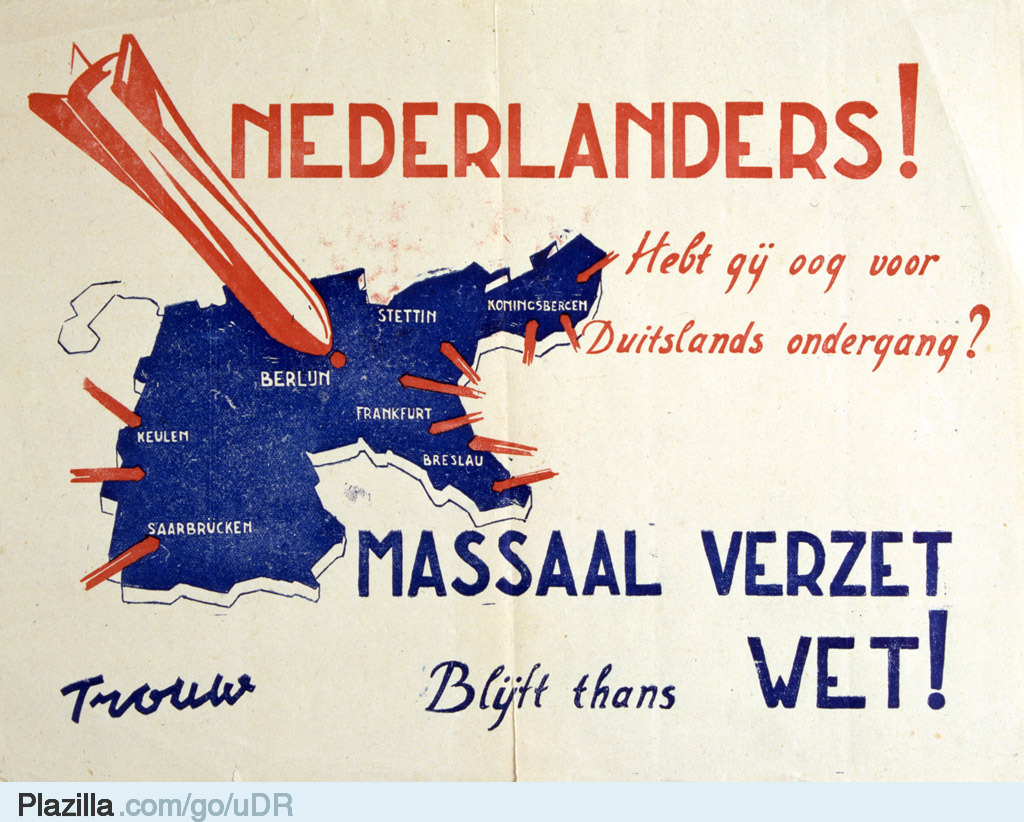 NEDERLANDERS!
Hebt gij oog voor
Duitslands ondergang?
KONINGSBERGEN
STETTIN
BERLIJN
FRANKFURT
KEULEN
BRESLAU
SAARBRÜCKEN
MASSAAL VERZET
Blijft thans WET!
Trouw
Plazilla.com/go/uDR